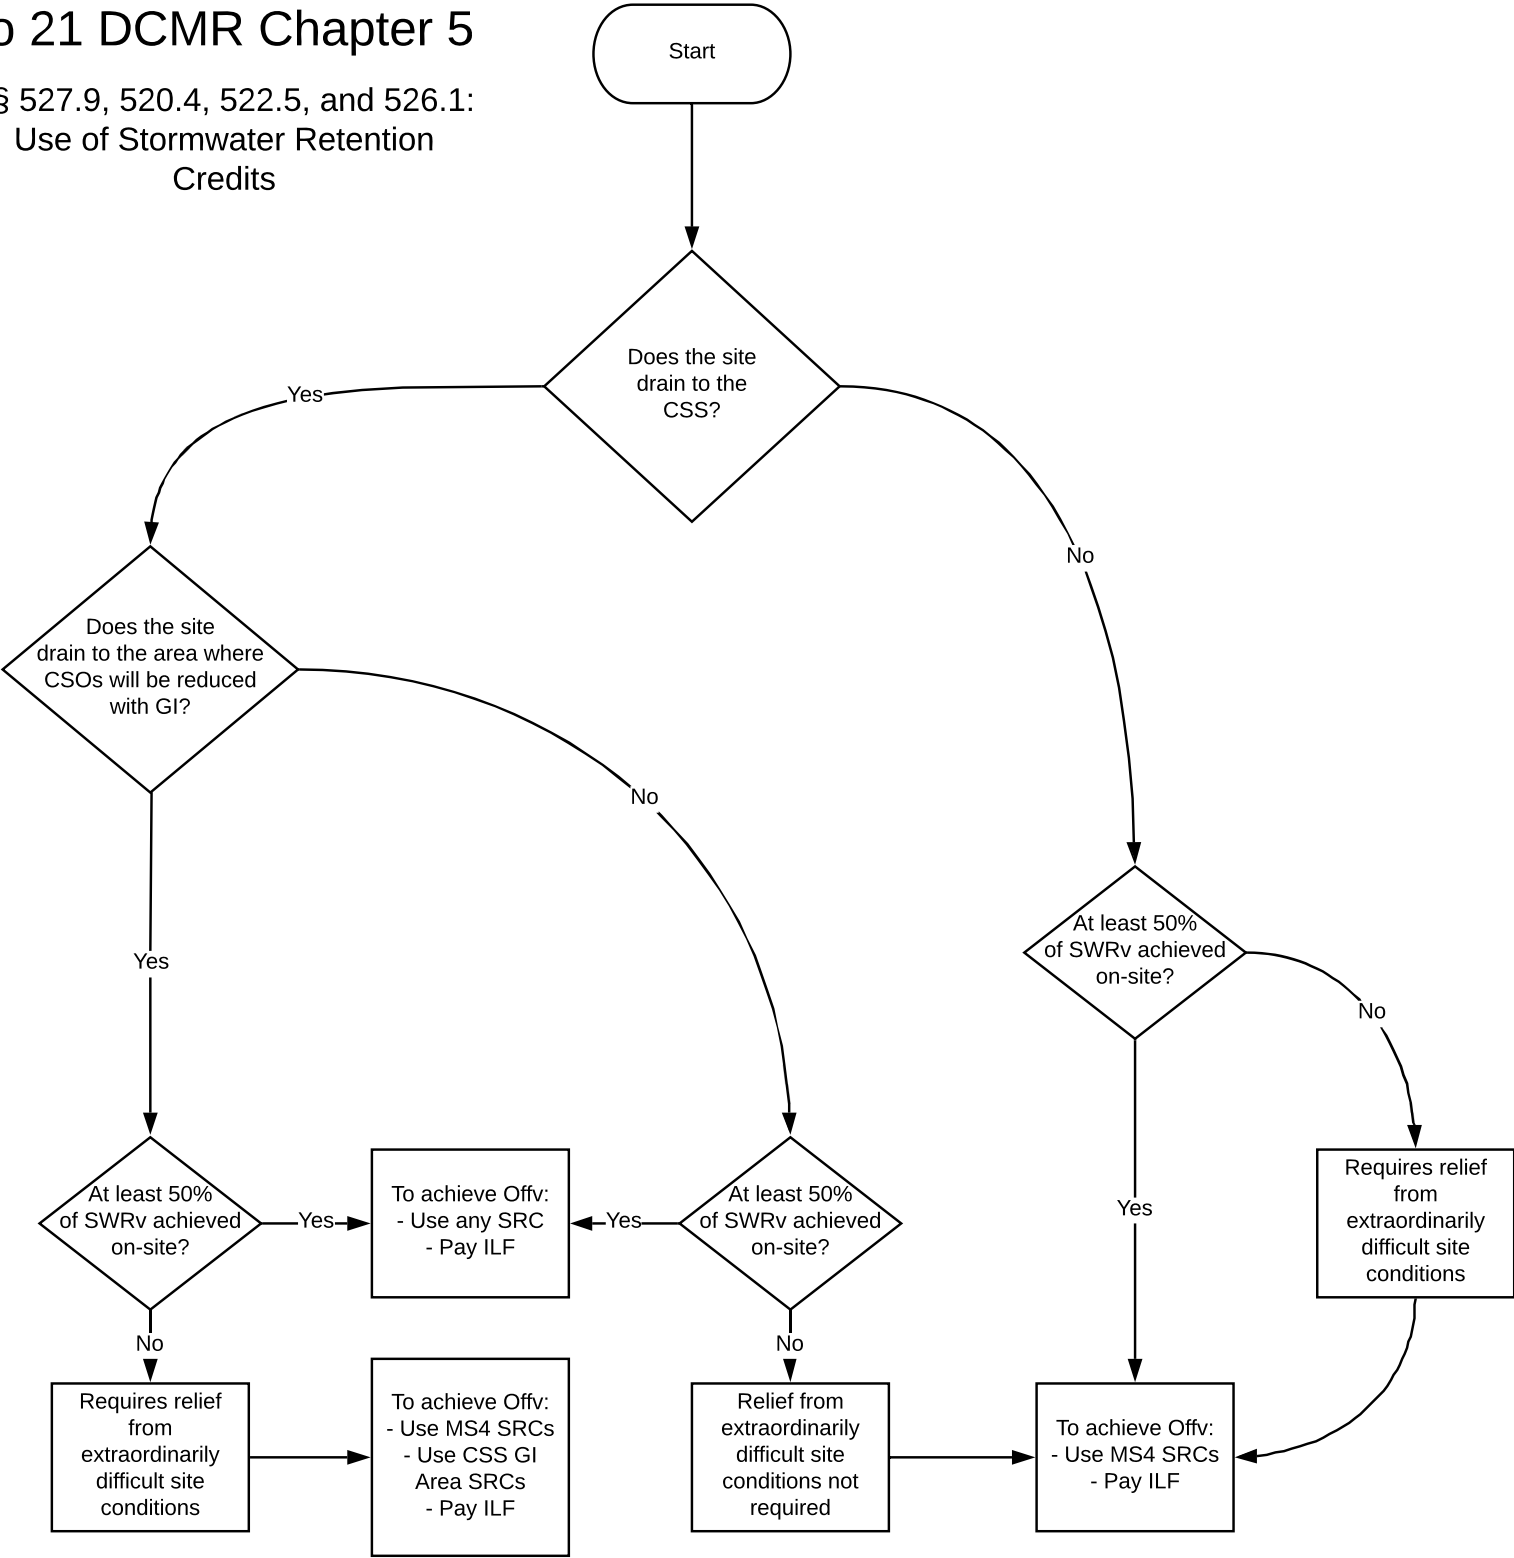 o 21 DCMR Chapter 5
§ 527.9, 520.4, 522.5, and 526.1:
Use of Stormwater Retention
Credits
Start
Does the site
drain to the
CSS?
Yes
No
Does the site
drain to the area where
CSOs will be reduced
with GI?
No
Yes
At least 50%
of SWRv achieved
on-site?
No
Yes
Requires relief
from
extraordinarily
difficult site
conditions
At least 50%
of SWRv achieved
on-site?
Yes
To achieve Offv:
- Use any SRC
- Pay ILF
Yes
At least 50%
of SWRv achieved
on-site?
No
No
Requires relief
from
extraordinarily
difficult site
conditions
To achieve Offv:
- Use MS4 SRCs
- Use CSS GI
Area SRCs
- Pay ILF
Relief from
extraordinarily
difficult site
conditions not
required
To achieve Offv:
- Use MS4 SRCs
- Pay ILF